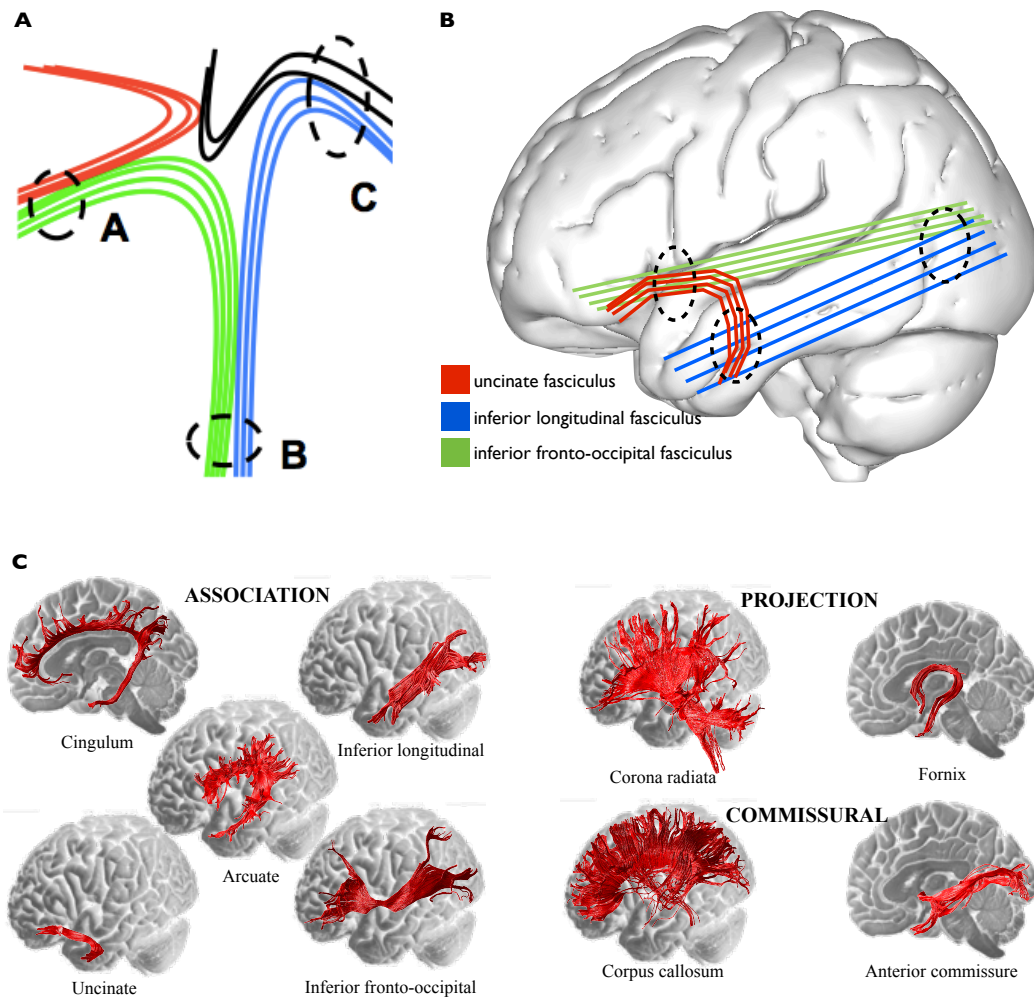 A
B
A
C
B
uncinate fasciculus
inferior longitudinal fasciculus
inferior fronto-occipital fasciculus
C
ASSOCIATION
PROJECTION
Cingulum
Inferior longitudinal
Corona radiata
Fornix
COMMISSURAL
Arcuate
Uncinate
Inferior fronto-occipital
Corpus callosum
Anterior commissure